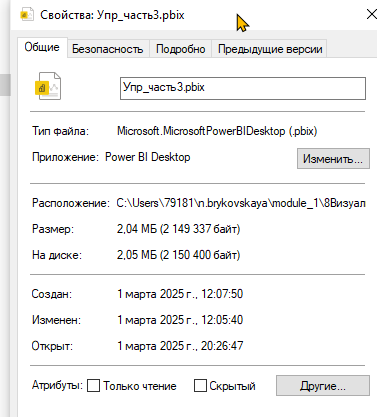 Свойства: Упр_часть3.pbix
Общие Безопасность Подробно Предыдущие версии
Упр_часть3.pbix
Тип файла: Microsoft.MicrosoftPowerBIDesktop (.pbix)
Приложение: Power BI Desktop Изменить...
Расположение: C:\Users\79181\n.brykovskaya\module_1\8Визуал
Размер: 2,04 МБ (2 149 337 байт)
На диске: 2,05 МБ (2 150 400 байт)
Создан: 1 марта 2025 г., 12:07:50
Изменен: 1 марта 2025 г., 12:05:40
Открыт: 1 марта 2025 г., 20:26:47
Атрибуты: Только чтение Скрытый Другие...